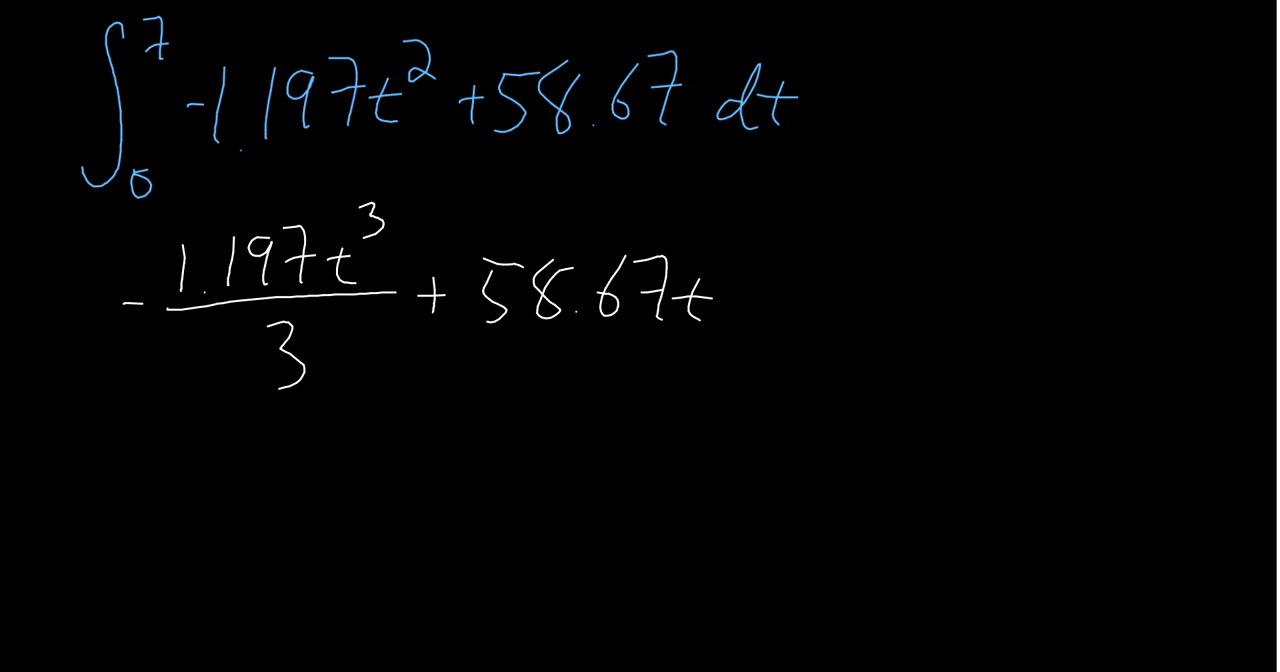 ∫₀⁷ -1.197t² + 58.67 dt
- 1.197t³/3 + 58.67t